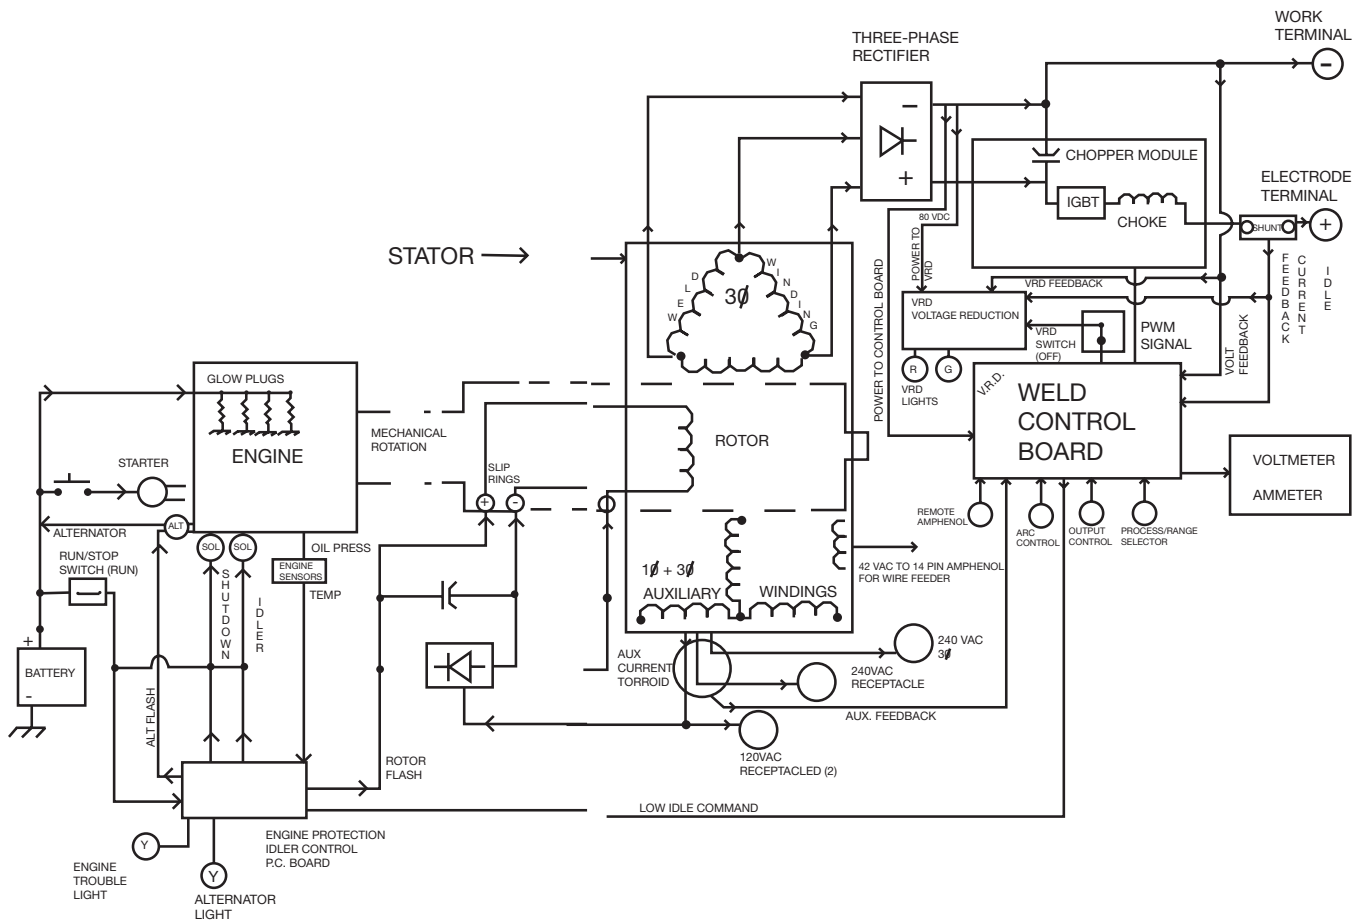 WORK
TERMINAL
-
THREE-PHASE
RECTIFIER
-
+
CHOPPER MODULE
IGBT
CHOKE
ELECTRODE
TERMINAL
SHUNT
+
80 VDC
POWER TO
VRD
POWER TO CONTROL BOARD
STATOR
WELD
3Ø
WINDING
VRD FEEDBACK
FEEDBACK
CURRENT
IDLE
VRD
VOLTAGE REDUCTION
VRD
SWITCH
(OFF)
PWM
SIGNAL
VOLT
FEEDBACK
R
G
VRD
LIGHTS
V.R.D.
WELD
CONTROL
BOARD
VOLTMETER
AMMETER
REMOTE
AMPHENOL
ARC
CONTROL
OUTPUT
CONTROL
PROCESS/RANGE
SELECTOR
GLOW PLUGS
ENGINE
MECHANICAL
ROTATION
ROTOR
SLIP
RINGS
+
-
STARTER
ALTERNATOR
ALT
RUN/STOP
SWITCH (RUN)
SOL
SOL
OIL PRESS
ENGINE
SENSORS
TEMP
SHUTDOWN
IDLER
+
BATTERY
-
ALT FLASH
1Ø + 3Ø
AUXILIARY
WINDINGS
42 VAC TO 14 PIN AMPHENOL
FOR WIRE FEEDER
AUX
CURRENT
TORROID
240 VAC
3Ø
240VAC
RECEPTACLE
AUX. FEEDBACK
120VAC
RECEPTACLED (2)
ROTOR
FLASH
LOW IDLE COMMAND
ENGINE PROTECTION
IDLER CONTROL
P.C. BOARD
Y
ENGINE
TROUBLE
LIGHT
Y
ALTERNATOR
LIGHT